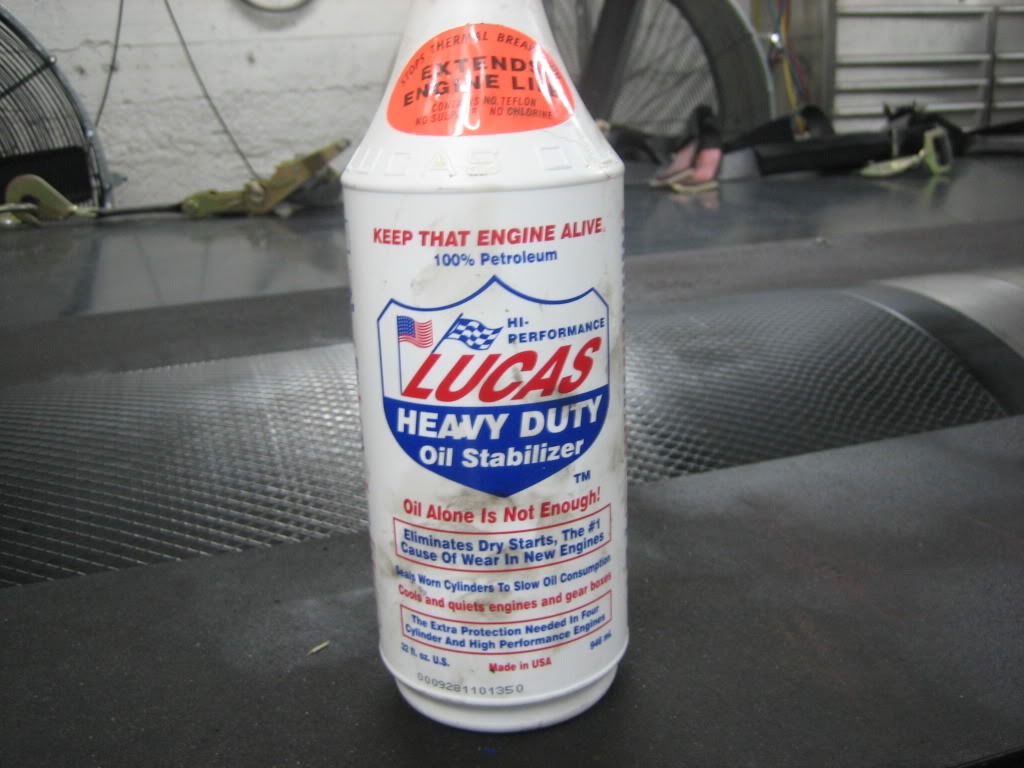 STOPS THERMAL BREAKDOWN
EXTENDS
ENGINE LIFE
CONTAINS NO TEFLON
NO SULPHUR NO CHLORINE
LUCAS OIL
KEEP THAT ENGINE ALIVE.
100% Petroleum
HI-
PERFORMANCE
LUCAS
HEAVY DUTY
Oil Stabilizer
TM
Oil Alone Is Not Enough!
Eliminates Dry Starts, The #1
Cause Of Wear In New Engines
Seals Worn Cylinders To Slow Oil Consumption
Cools and quiets engines and gear boxes
The Extra Protection Needed In Four
Cylinder And High Performance Engines
32 fl. oz. U.S. Made in USA 946 mL
0009281101350